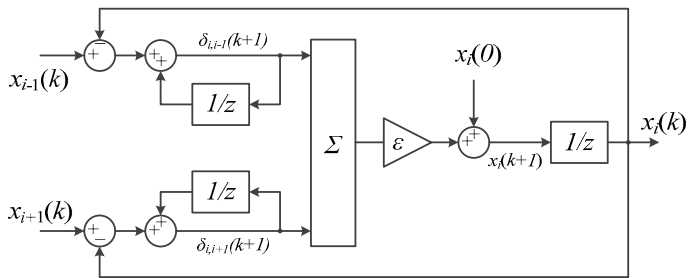 δi,i-1(k+1)
xi-1(k)
1/z
xi(0)
Σ
ε
xi(k+1)
1/z
xi(k)
1/z
xi+1(k)
δi,i+1(k+1)